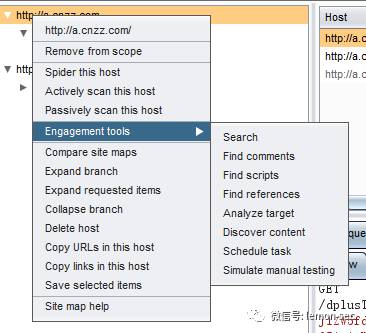 http://a.cnzz.com
http://a.cnzz.com/
Remove from scope
Spider this host
Actively scan this host
Passively scan this host
Engagement tools
Compare site maps
Expand branch
Expand requested items
Collapse branch
Delete host
Copy URLs in this host
Copy links in this host
Save selected items
Site map help
Search
Find comments
Find scripts
Find references
Analyze target
Discover content
Schedule task
Simulate manual testing
Host
http://a.c
http://a.c
http://a.c
GET
/dplusT
微信号: lemon-sec